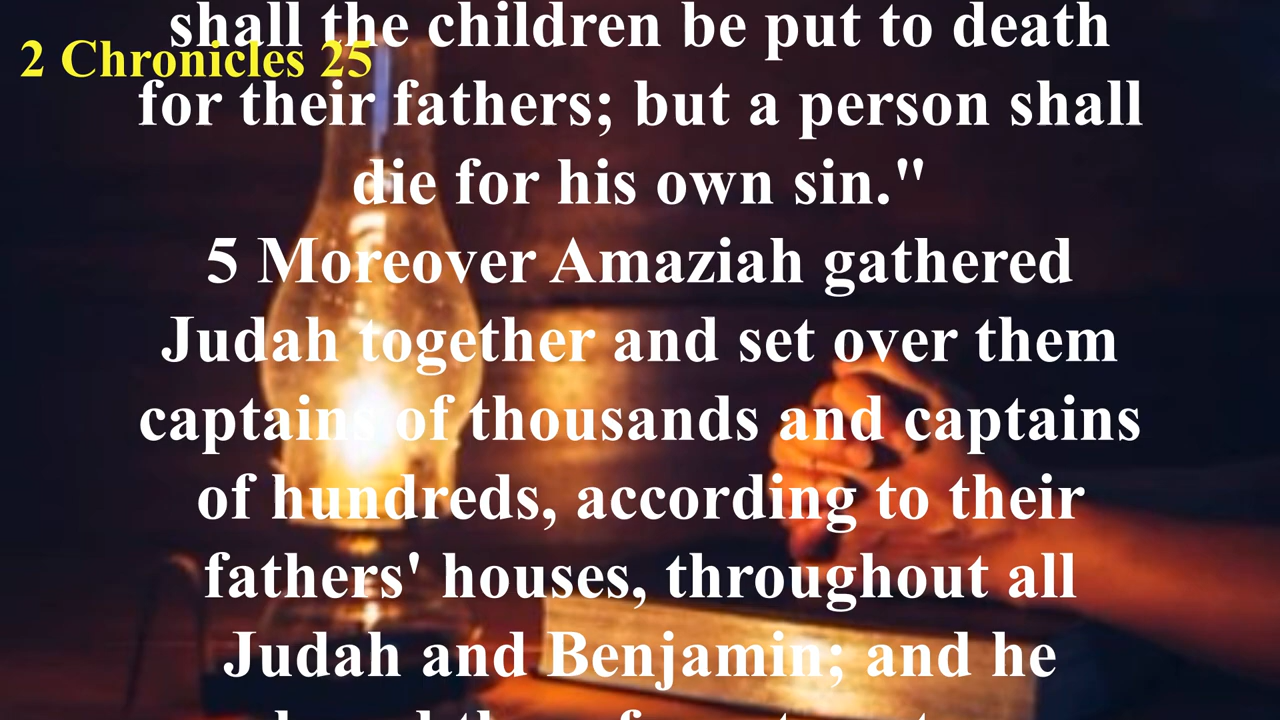 shall the children be put to death
2 Chronicles 25
for their fathers; but a person shall
die for his own sin."
5 Moreover Amaziah gathered
Judah together and set over them
captains of thousands and captains
of hundreds, according to their
fathers' houses, throughout all
Judah and Benjamin; and he